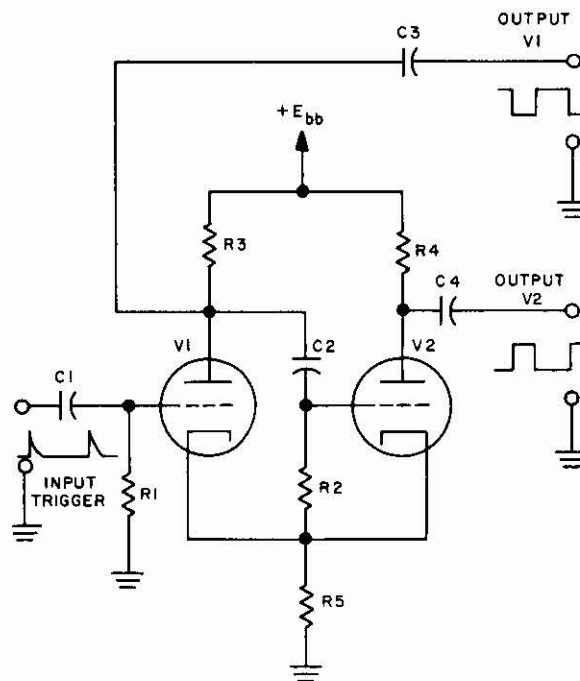 OUTPUT
V1
C3
+Ebb
R3
R4
C4
OUTPUT
V2
V1
C2
V2
C1
INPUT
TRIGGER
R1
R2
R5